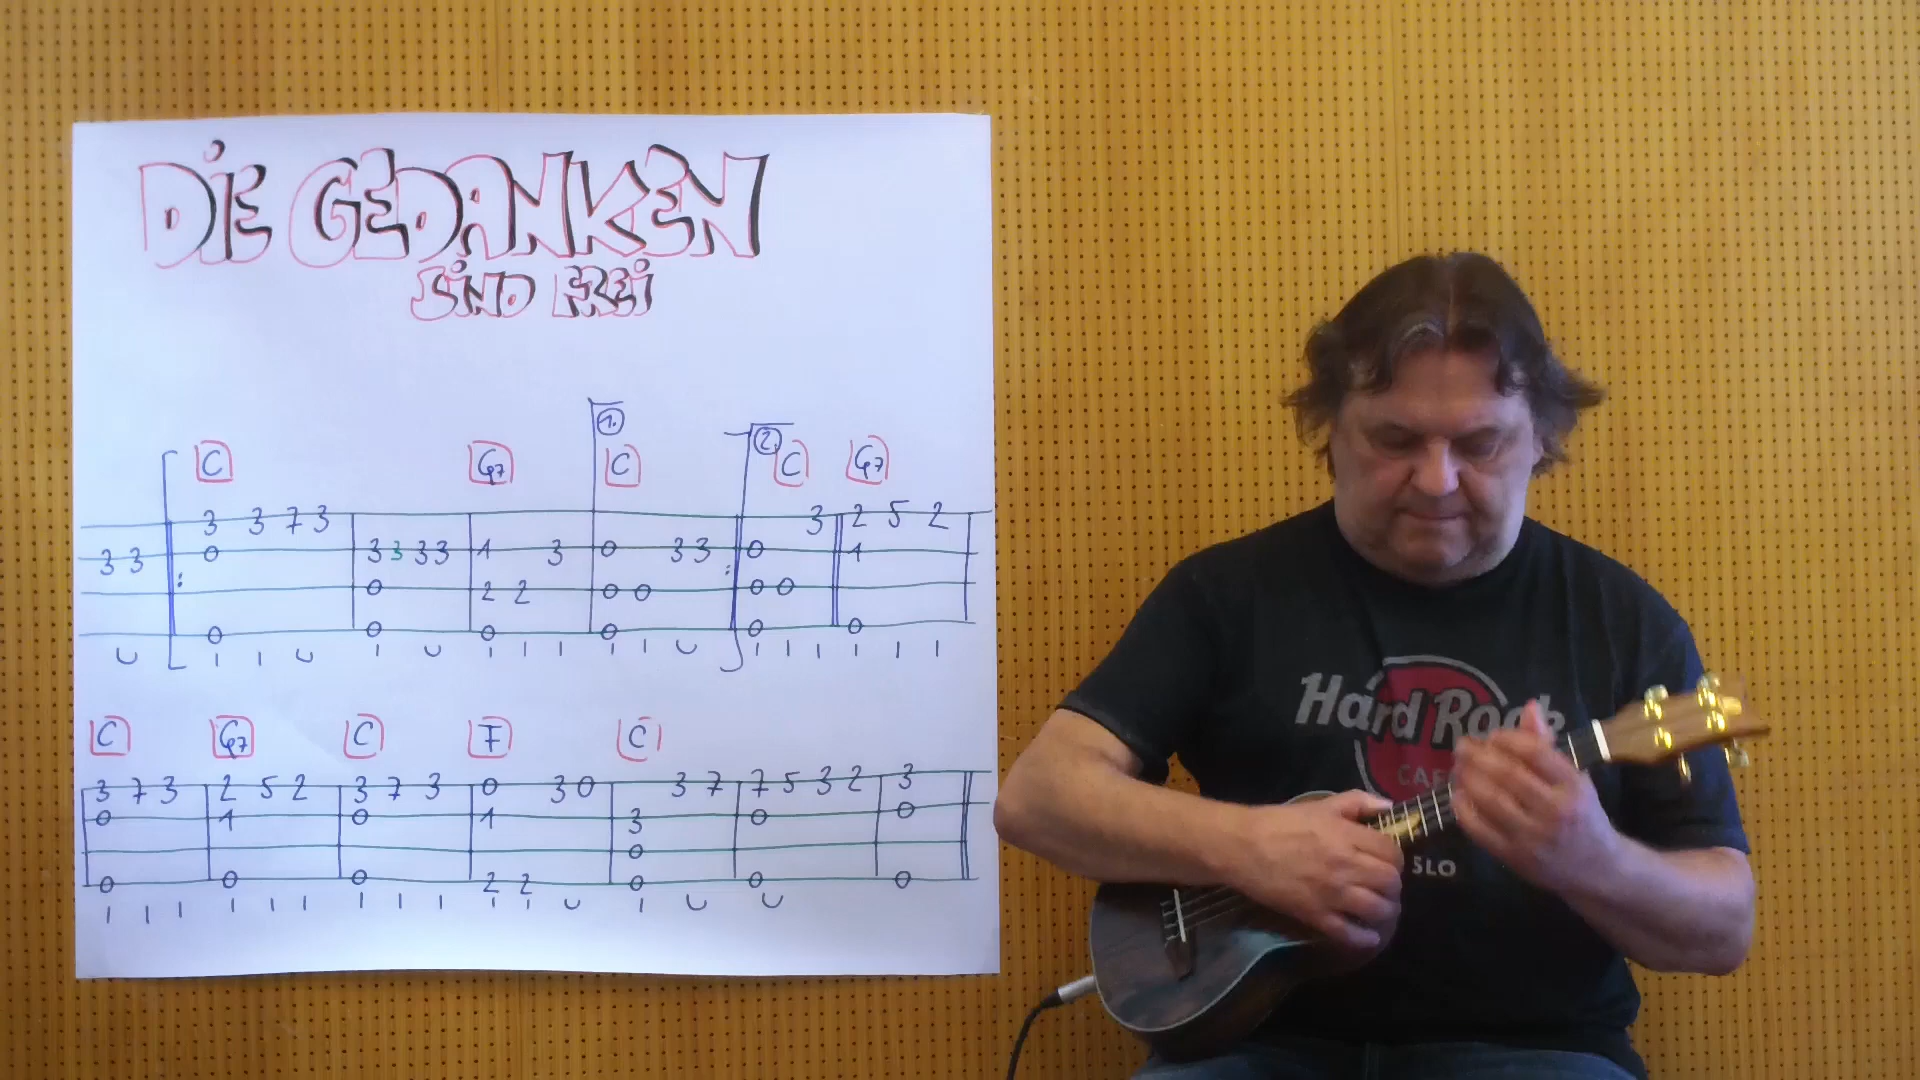 DIE GEDANKEN
SIND FREI
1. 2.
C G7 C C G7
3 3 7 3 3 2 5 2
3 3 0 3 3 3 3 1 3 0 3 3 0 1
0 2 2 0 0 0 0
0 0 0 0 0 0
C G7 C F C
3 7 3 2 5 2 3 7 3 0 3 0 3 7 7 5 3 2 3
0 1 0 1 3 0 0
0
0 0 0 2 2 0 0 0
Hard Rock
CAFE
SLO